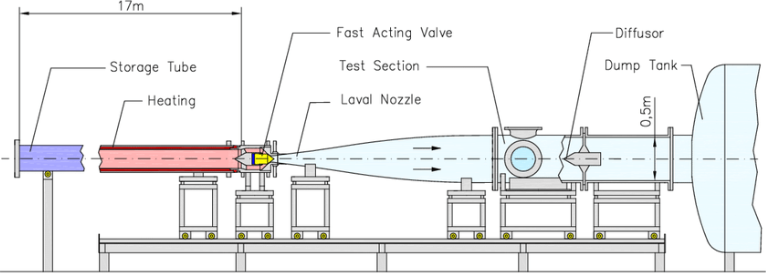 17m
Fast Acting Valve
Diffusor
Storage Tube
Test Section
Dump Tank
Heating
Laval Nozzle
0,5m